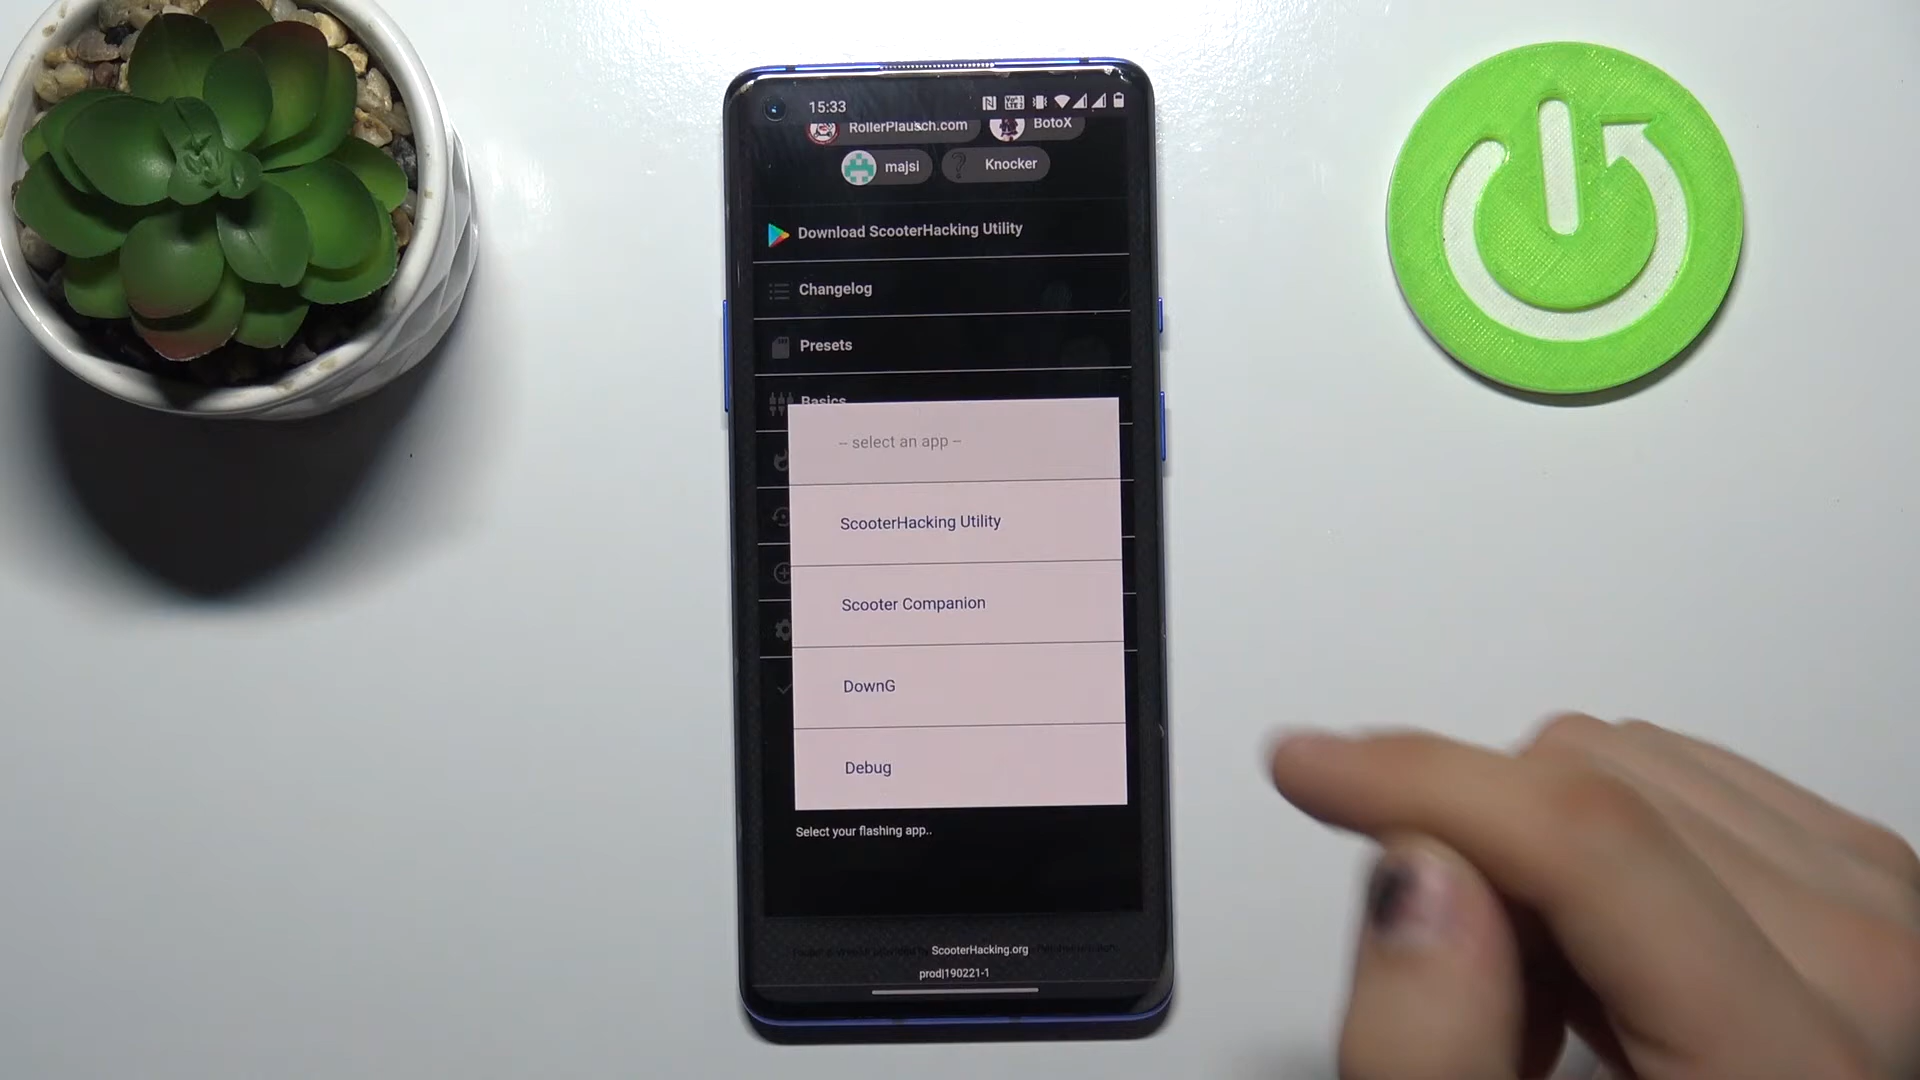 15:33
RollerPlausch.com
BotoX
majsi
Knocker
Download ScooterHacking Utility
Changelog
Presets
Basics
-- select an app --
ScooterHacking Utility
Scooter Companion
DownG
Debug
Select your flashing app..
ScooterHacking.org
prod|190221-1